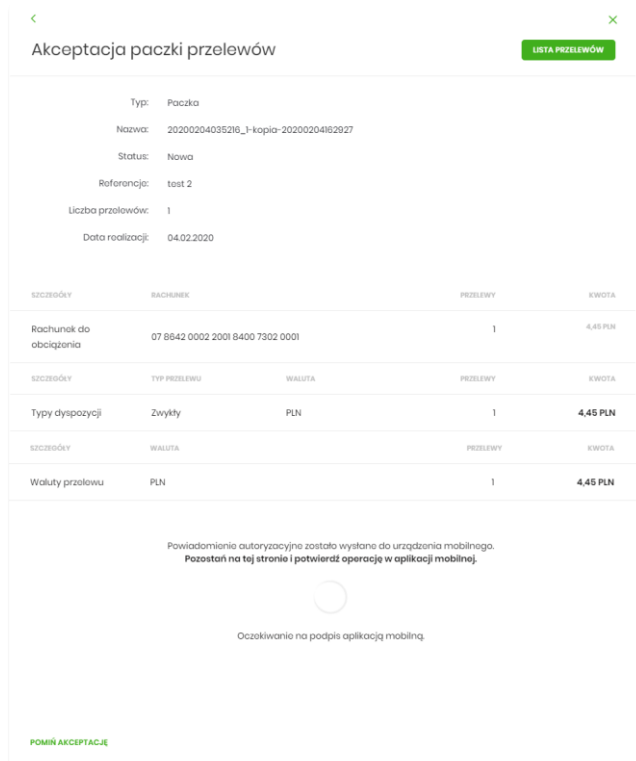 Akceptacja paczki przelewów
LISTA PRZELEWÓW
Typ: Paczka
Nazwa: 20200204035216_1-kopia-20200204162927
Status: Nowa
Referencje: test 2
Liczba przelewów: 1
Data realizacji: 04.02.2020
SZCZEGÓŁY RACHUNEK PRZELEWY KWOTA
Rachunek do
obciążenia 07 8642 0002 2001 8400 7302 0001 1 4,45 PLN
SZCZEGÓŁY TYP PRZELEWU WALUTA PRZELEWY KWOTA
Typy dyspozycji Zwykły PLN 1 4,45 PLN
SZCZEGÓŁY WALUTA PRZELEWY KWOTA
Waluty przelewu PLN 1 4,45 PLN
Powiadomienie autoryzacyjne zostało wysłane do urządzenia mobilnego.
Pozostań na tej stronie i potwierdź operację w aplikacji mobilnej.
Oczekiwanie na podpis aplikacją mobilną.
POMIŃ AKCEPTACJĘ